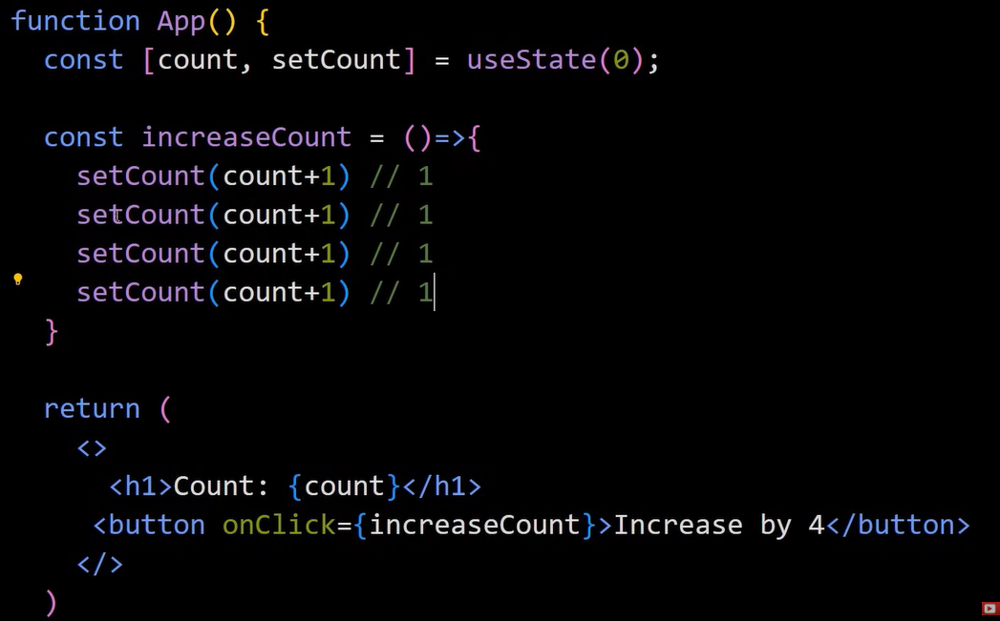 function App() {
  const [count, setCount] = useState(0);

  const increaseCount = ()=>{
    setCount(count+1) // 1
    setCount(count+1) // 1
    setCount(count+1) // 1
    setCount(count+1) // 1
  }

  return (
    <>
      <h1>Count: {count}</h1>
     <button onClick={increaseCount}>Increase by 4</button>
    </>
  )